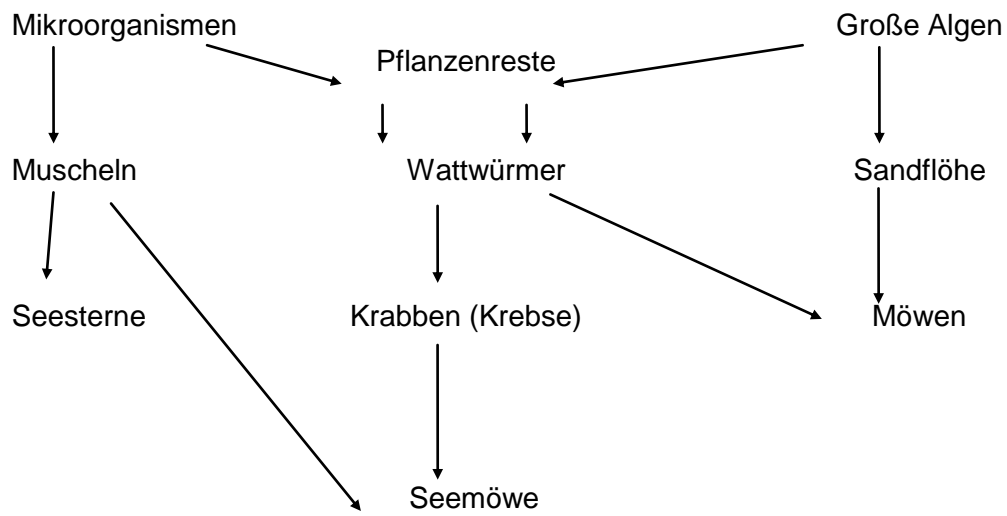 Mikroorganismen
Große Algen
Pflanzenreste
Muscheln
Wattwürmer
Sandflöhe
Seesterne
Krabben (Krebse)
Möwen
Seemöwe